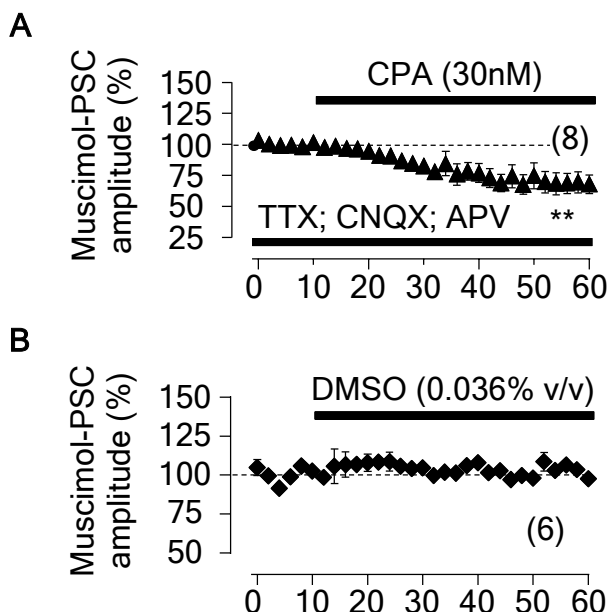 A
Muscimol-PSC
amplitude (%)
150
125
100
75
50
25
CPA (30nM)
(8)
TTX; CNQX; APV **
0 10 20 30 40 50 60
B
Muscimol-PSC
amplitude (%)
150
125
100
75
50
DMSO (0.036% v/v)
(6)
0 10 20 30 40 50 60